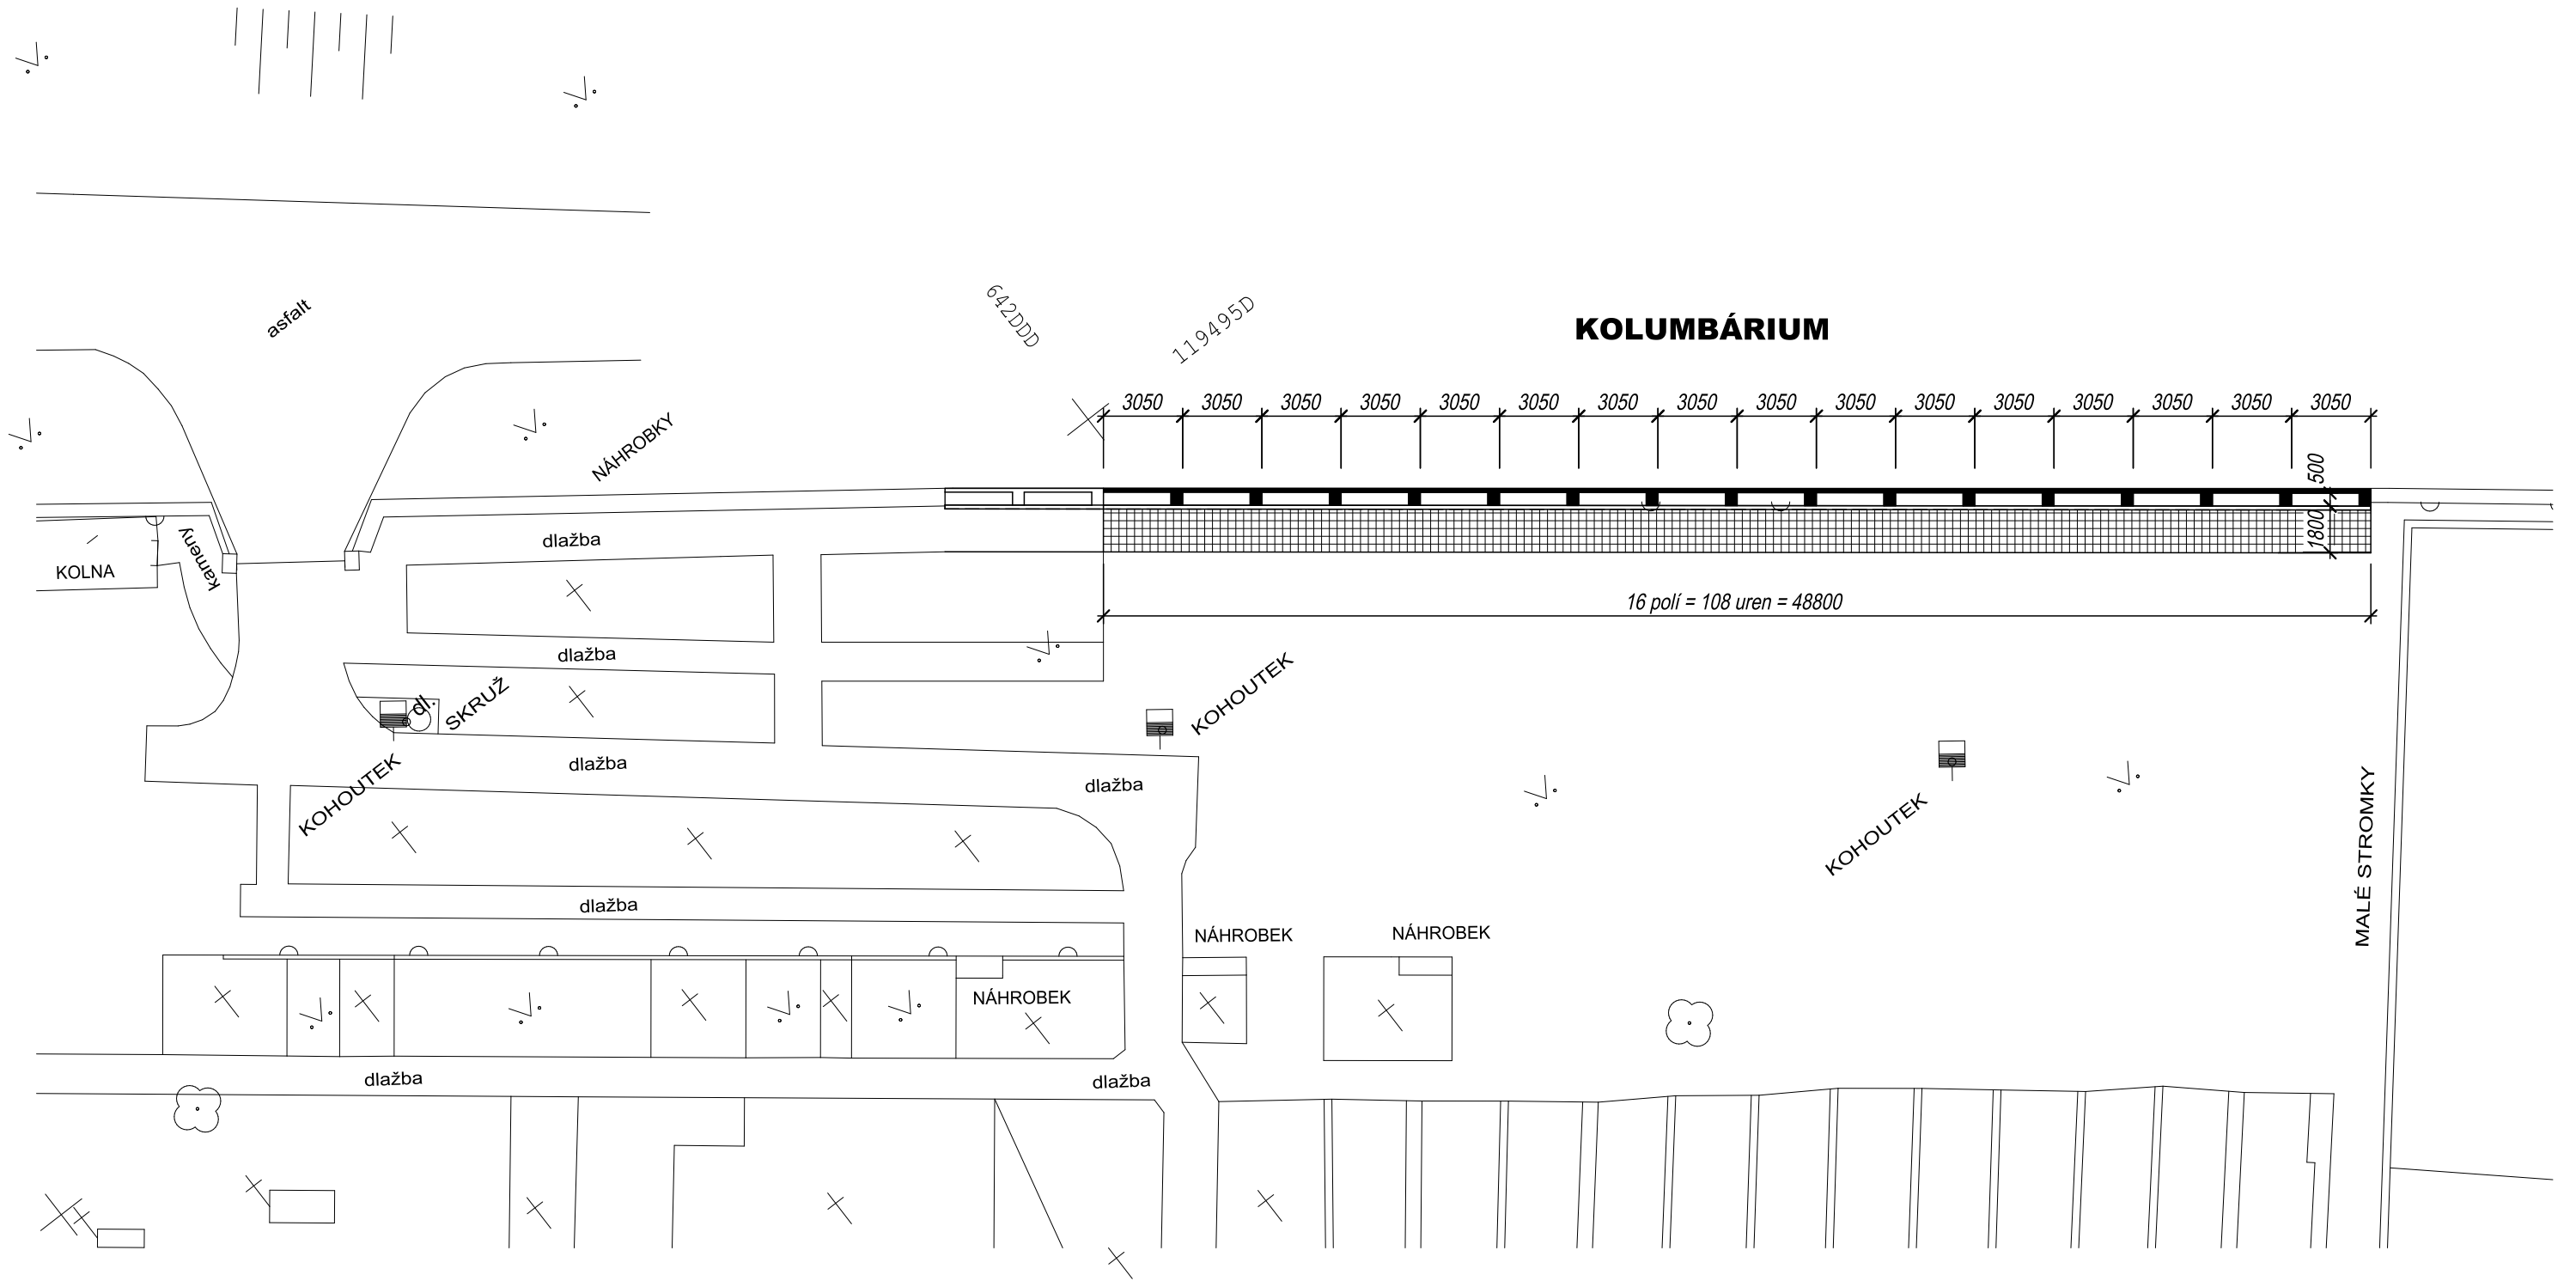 asfalt
642DDD
119495D
KOLUMBÁRIUM
3050 3050 3050 3050 3050 3050 3050 3050 3050 3050 3050 3050 3050 3050 3050 3050
NÁHROBKY
500
1800
kameny
dlažba
KOLNA
16 polí = 108 uren = 48800
dlažba
KOHOUTEK
dl.
SKRUŽ
dlažba
KOHOUTEK
dlažba
KOHOUTEK
MALÉ STROMKY
dlažba
NÁHROBEK
NÁHROBEK
NÁHROBEK
dlažba
dlažba